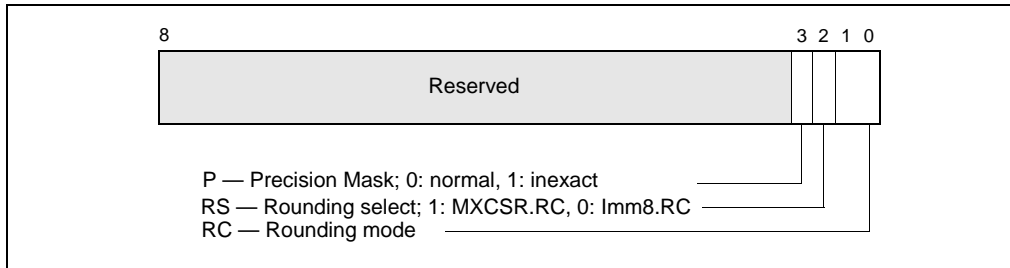 8 3 2 1 0
Reserved
P — Precision Mask; 0: normal, 1: inexact
RS — Rounding select; 1: MXCSR.RC, 0: Imm8.RC
RC — Rounding mode